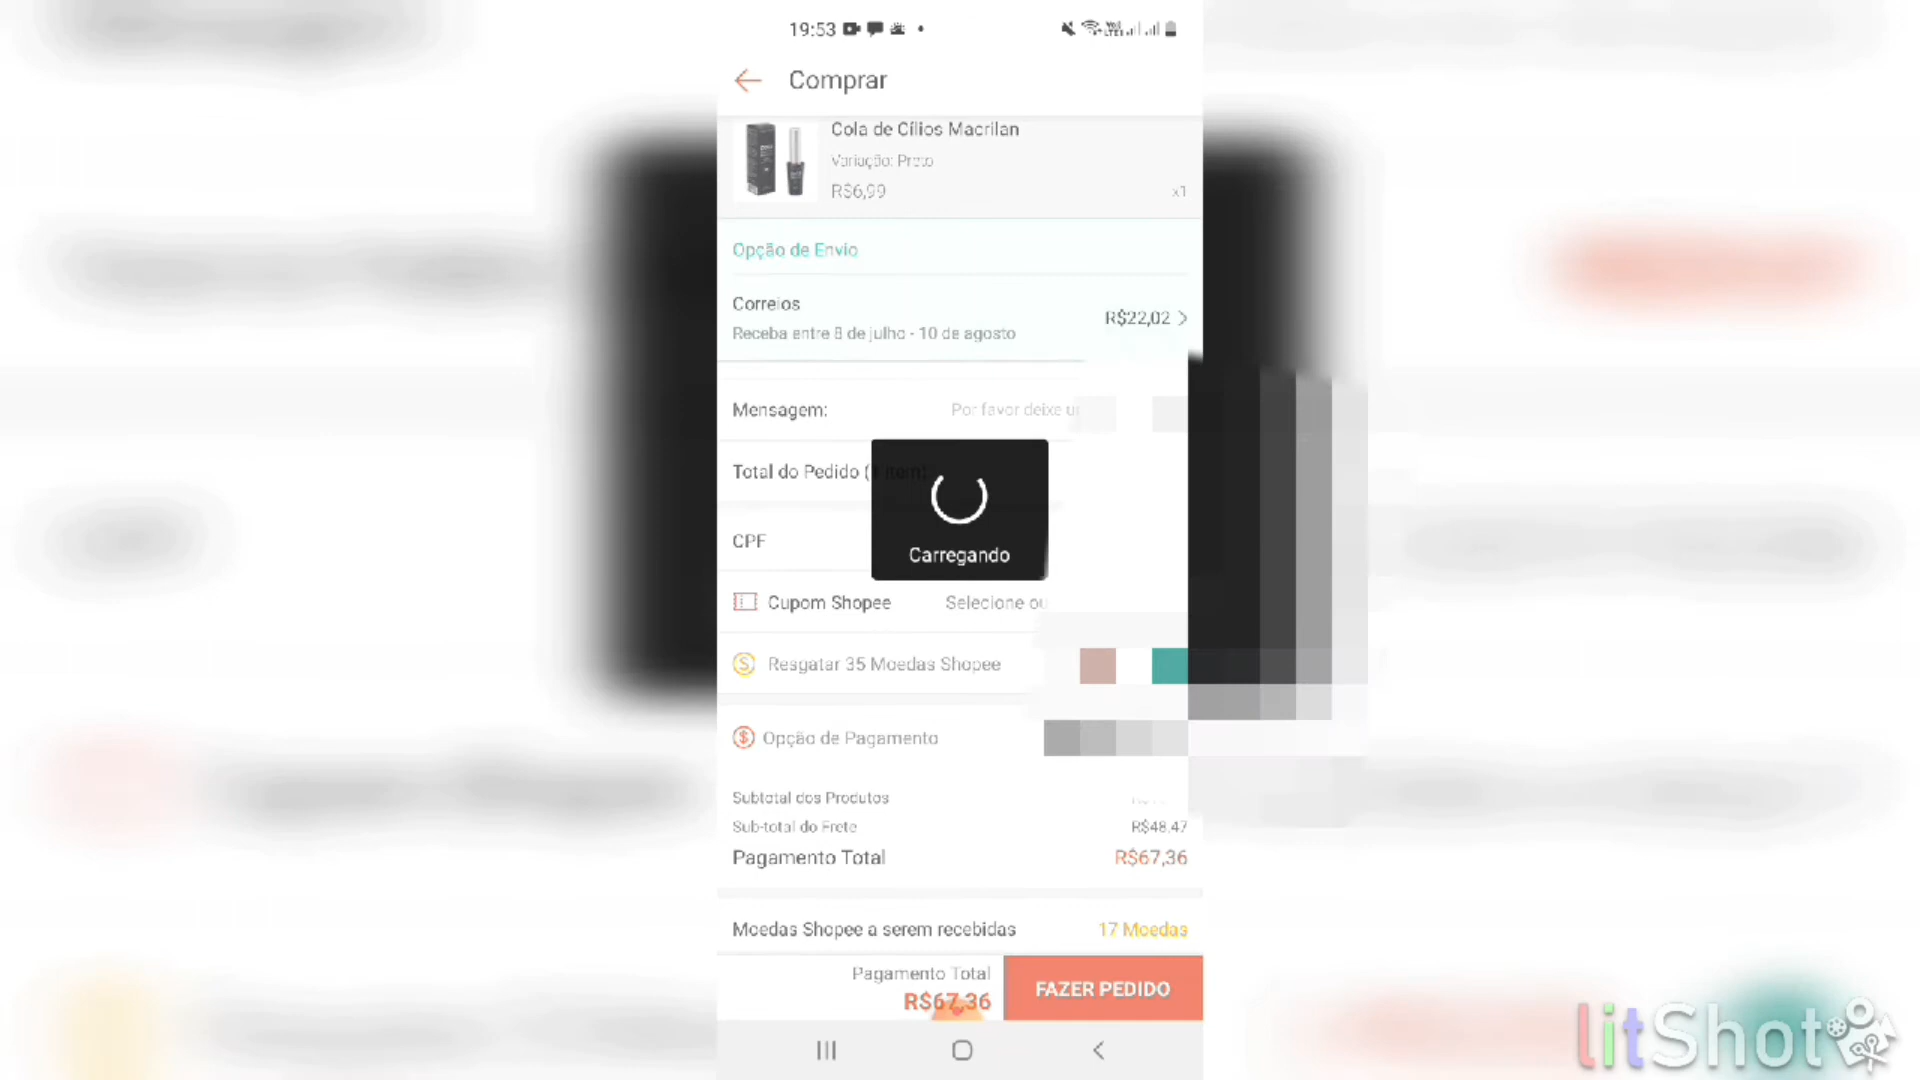 19:53
Comprar
Cola de Cílios Macrilan
Variação: Preto
R$6,99 x1
Opção de Envio
Correios
R$22,02
Receba entre 8 de julho - 10 de agosto
Mensagem: Por favor deixe
Total do Pedido (1 item)
CPF
Carregando
Cupom Shopee Selecione ou
Resgatar 35 Moedas Shopee
Opção de Pagamento
Subtotal dos Produtos
Sub-total do Frete R$48,47
Pagamento Total R$67,36
Moedas Shopee a serem recebidas 17 Moedas
Pagamento Total
R$67,36
FAZER PEDIDO
litShot